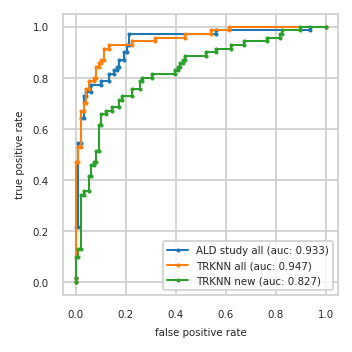 1.0
0.8
0.6
0.4
0.2
0.0
true positive rate
ALD study all (auc: 0.933)
TRKNN all (auc: 0.947)
TRKNN new (auc: 0.827)
0.0 0.2 0.4 0.6 0.8 1.0
false positive rate